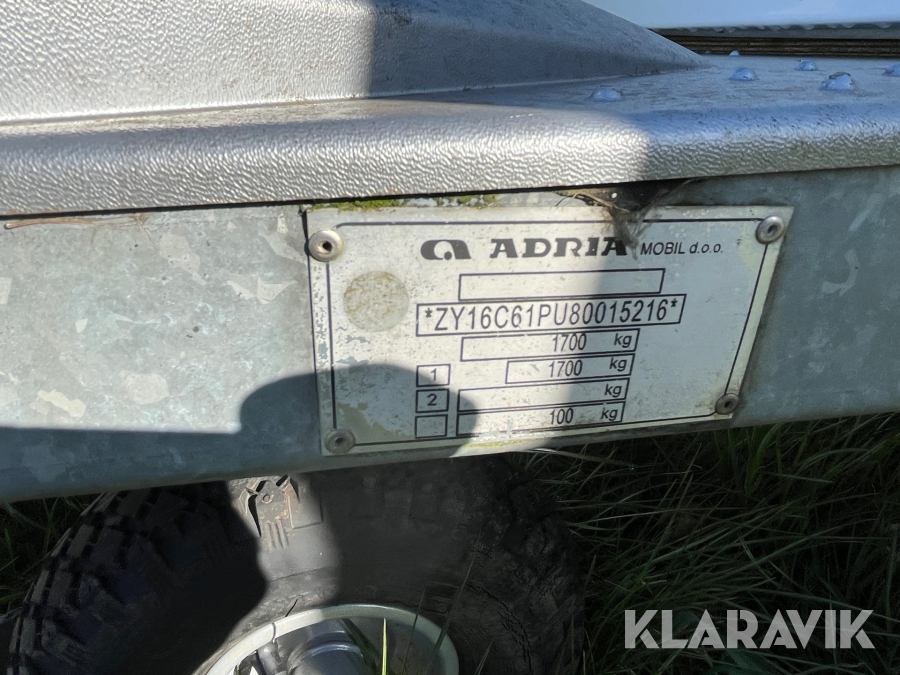 ADRIA MOBIL d.o.o.
*ZY16C61PU80015216*
1700 kg
1 1700 kg
2 kg
100 kg
KLARAVIK